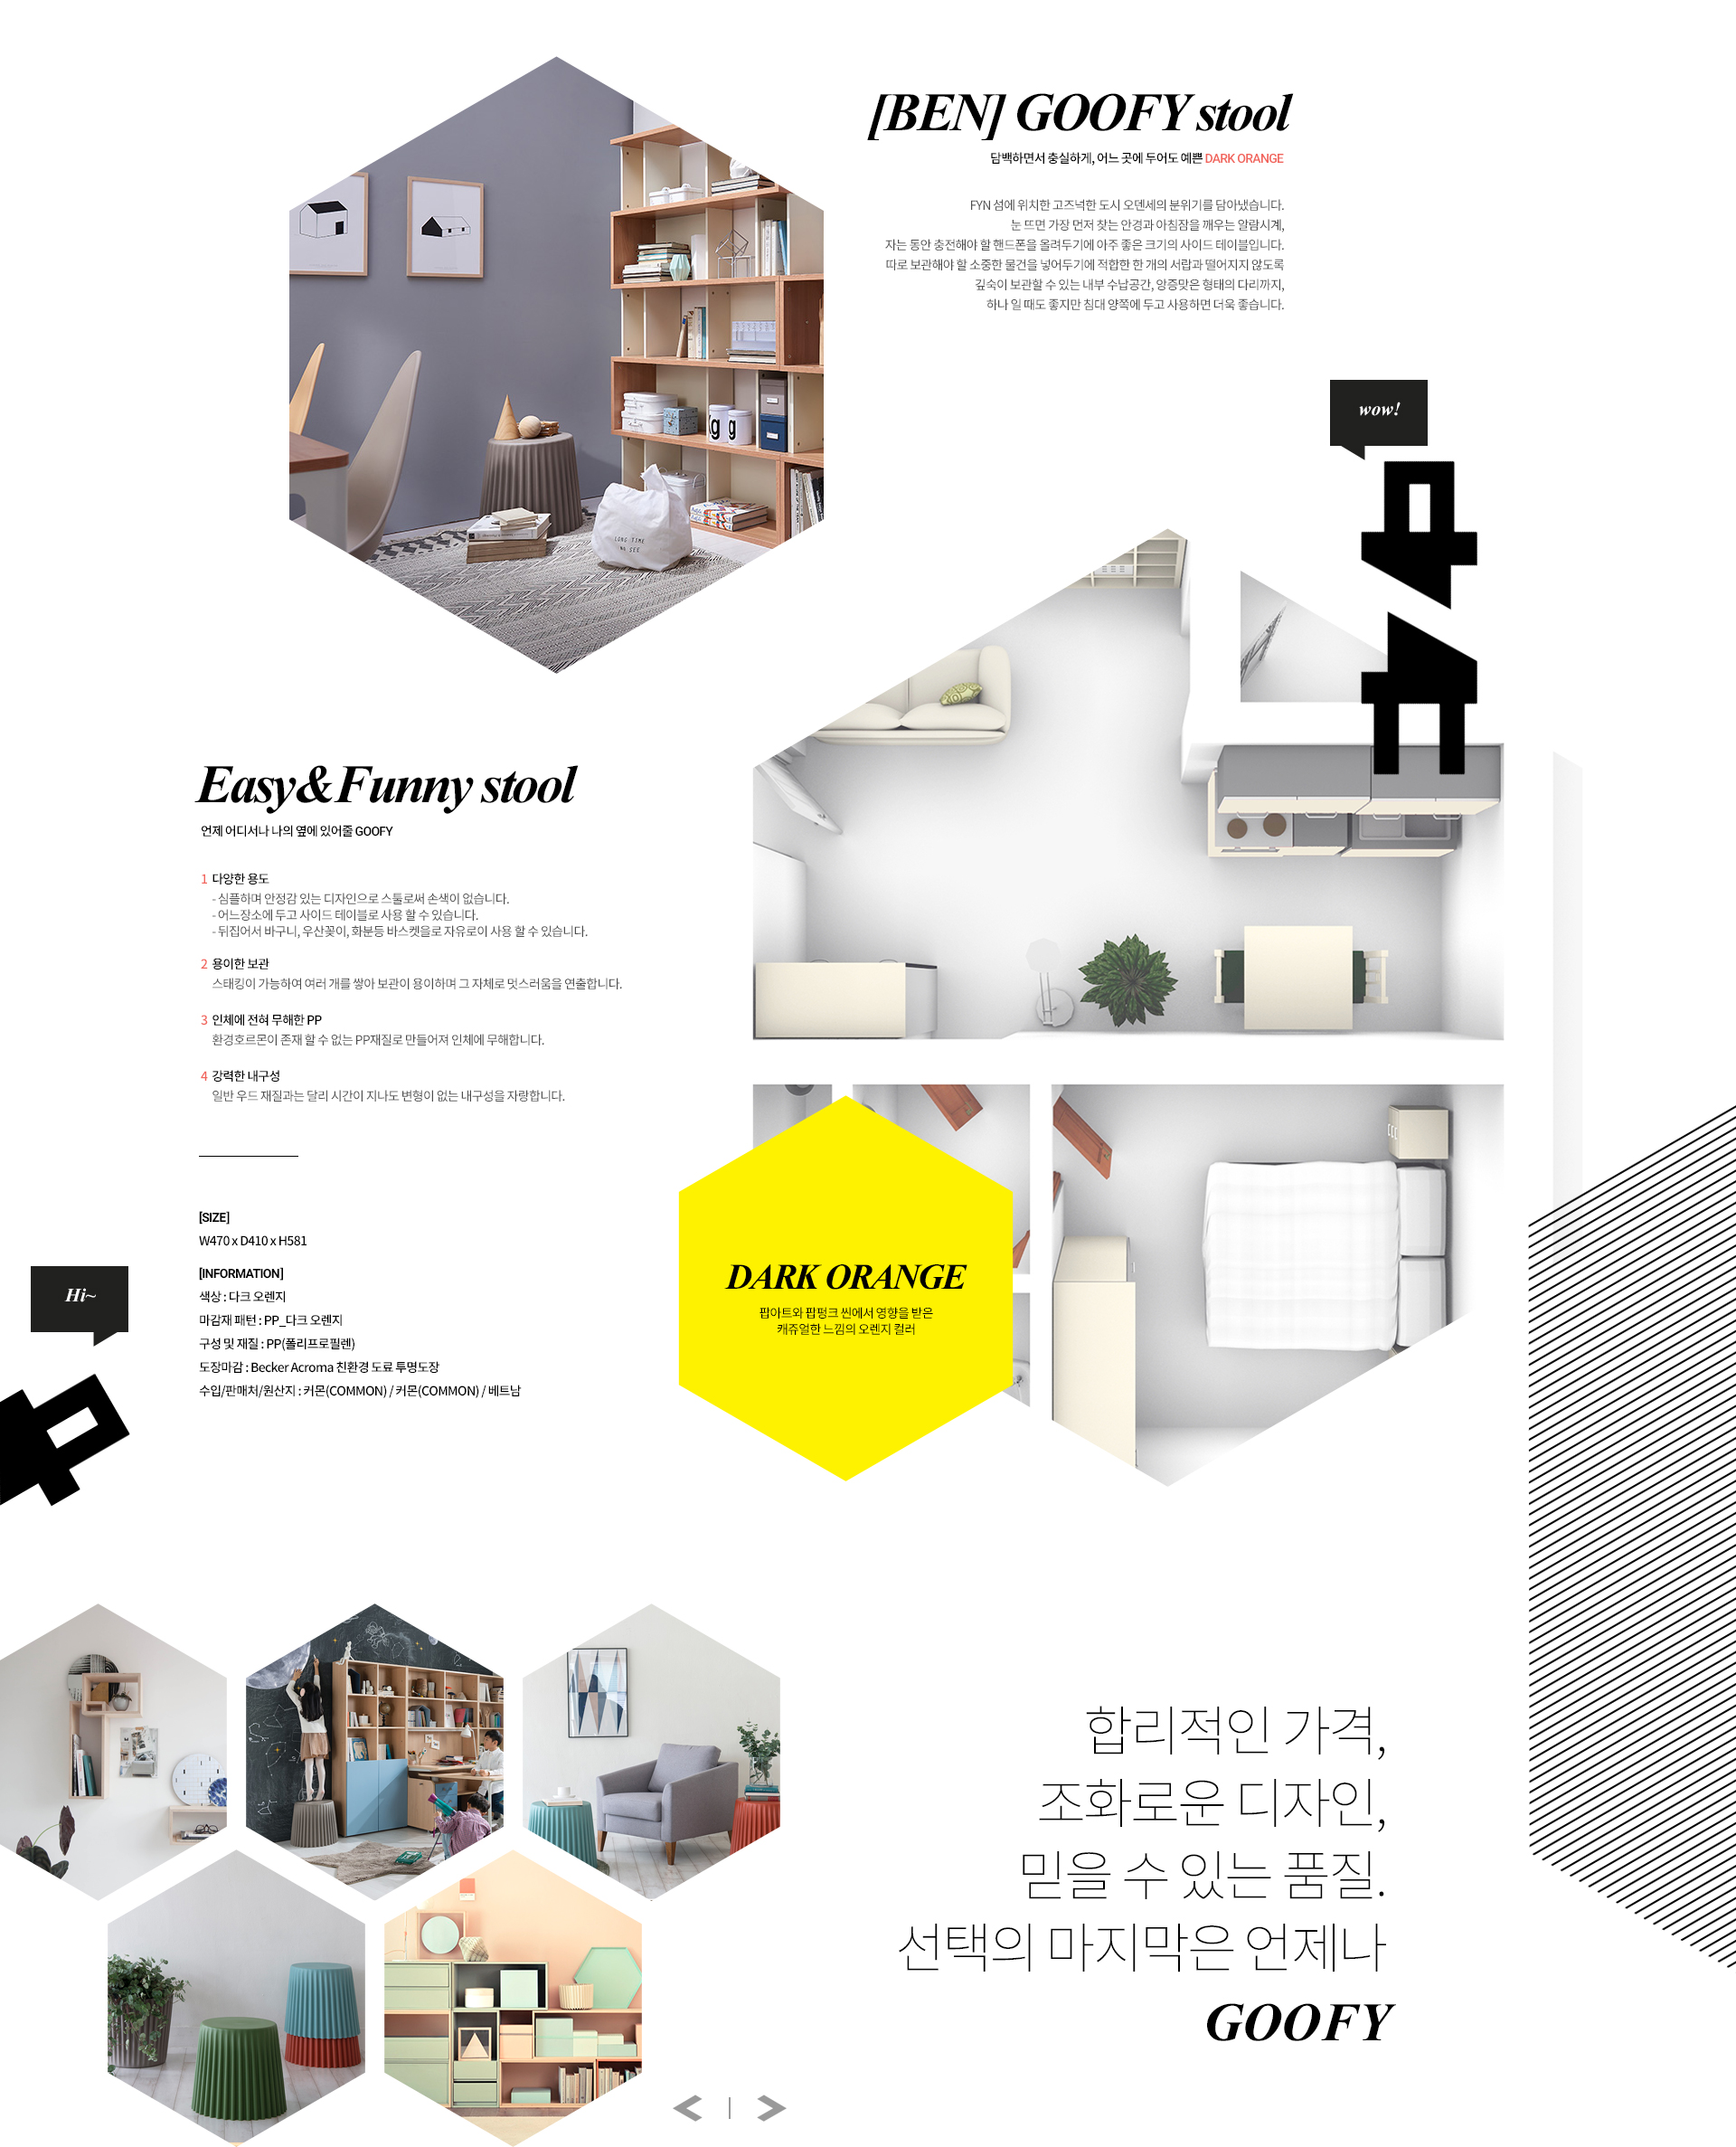 [BEN] GOOFY stool
담백하면서 충실하게, 어느 곳에 두어도 예쁜 DARK ORANGE
FYN 섬에 위치한 고즈넉한 도시 오덴세의 분위기를 담아냈습니다.
눈 뜨면 가장 먼저 찾는 안경과 아침잠을 깨우는 알람시계,
자는 동안 충전해야 할 핸드폰을 올려두기에 아주 좋은 크기의 사이드 테이블입니다.
따로 보관해야 할 소중한 물건을 넣어두기에 적합한 한 개의 서랍과 떨어지지 않도록
깊숙이 보관할 수 있는 내부 수납공간, 앙증맞은 형태의 다리까지,
하나 일 때도 좋지만 침대 양쪽에 두고 사용하면 더욱 좋습니다.
wow!
g g
LONG TIME
NO SEE
Easy&Funny stool
언제 어디서나 나의 옆에 있어줄 GOOFY
1 다양한 용도
- 심플하며 안정감 있는 디자인으로 스툴로써 손색이 없습니다.
- 어느장소에 두고 사이드 테이블로 사용 할 수 있습니다.
- 뒤집어서 바구니, 우산꽂이, 화분등 바스켓을로 자유로이 사용 할 수 있습니다.
2 용이한 보관
스태킹이 가능하여 여러 개를 쌓아 보관이 용이하며 그 자체로 멋스러움을 연출합니다.
3 인체에 전혀 무해한 PP
환경호르몬이 존재 할 수 없는 PP재질로 만들어져 인체에 무해합니다.
4 강력한 내구성
일반 우드 재질과는 달리 시간이 지나도 변형이 없는 내구성을 자랑합니다.
[SIZE]
W470 x D410 x H581
[INFORMATION]
색상 : 다크 오렌지
마감재 패턴 : PP_다크 오렌지
구성 및 재질 : PP(폴리프로필렌)
도장마감 : Becker Acroma 친환경 도료 투명도장
수입/판매처/원산지 : 커몬(COMMON) / 커몬(COMMON) / 베트남
Hi~
DARK ORANGE
팝아트와 팝펑크 씬에서 영향을 받은
캐쥬얼한 느낌의 오렌지 컬러
합리적인 가격,
조화로운 디자인,
믿을 수 있는 품질.
선택의 마지막은 언제나
GOOFY